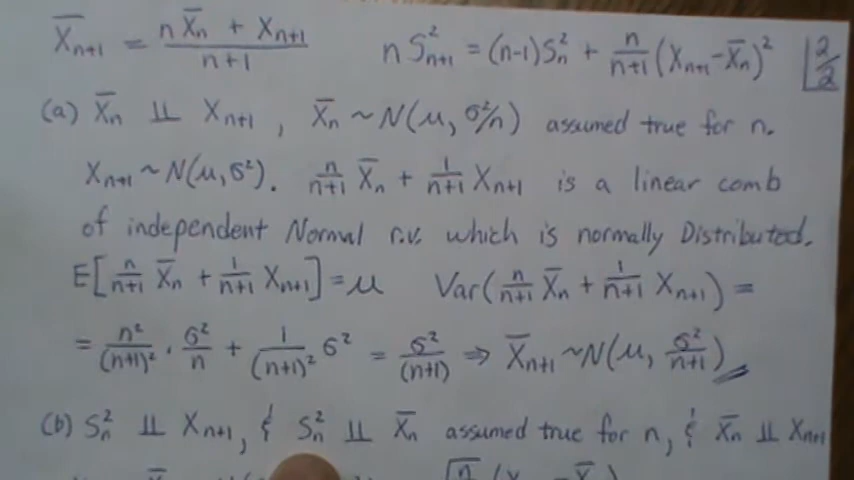 X̄ₙ₊₁ = (n X̄ₙ + Xₙ₊₁)/(n+1)    n S²ₙ₊₁ = (n-1)S²ₙ + n/(n+1) (Xₙ₊₁ - X̄ₙ)²    2/2
(a) X̄ₙ ⫫ Xₙ₊₁ , X̄ₙ ~ N(μ, σ²/n) assumed true for n.
Xₙ₊₁ ~ N(μ, σ²). n/(n+1) X̄ₙ + 1/(n+1) Xₙ₊₁ is a linear comb
of independent Normal r.v. which is normally Distributed.
E[n/(n+1) X̄ₙ + 1/(n+1) Xₙ₊₁] = μ    Var(n/(n+1) X̄ₙ + 1/(n+1) Xₙ₊₁) =
= n²/(n+1)² · σ²/n + 1/(n+1)² σ² = σ²/(n+1) ⇒ X̄ₙ₊₁ ~ N(μ, σ²/(n+1))
(b) S²ₙ ⫫ Xₙ₊₁, & S²ₙ ⫫ X̄ₙ assumed true for n, & X̄ₙ ⫫ Xₙ₊₁